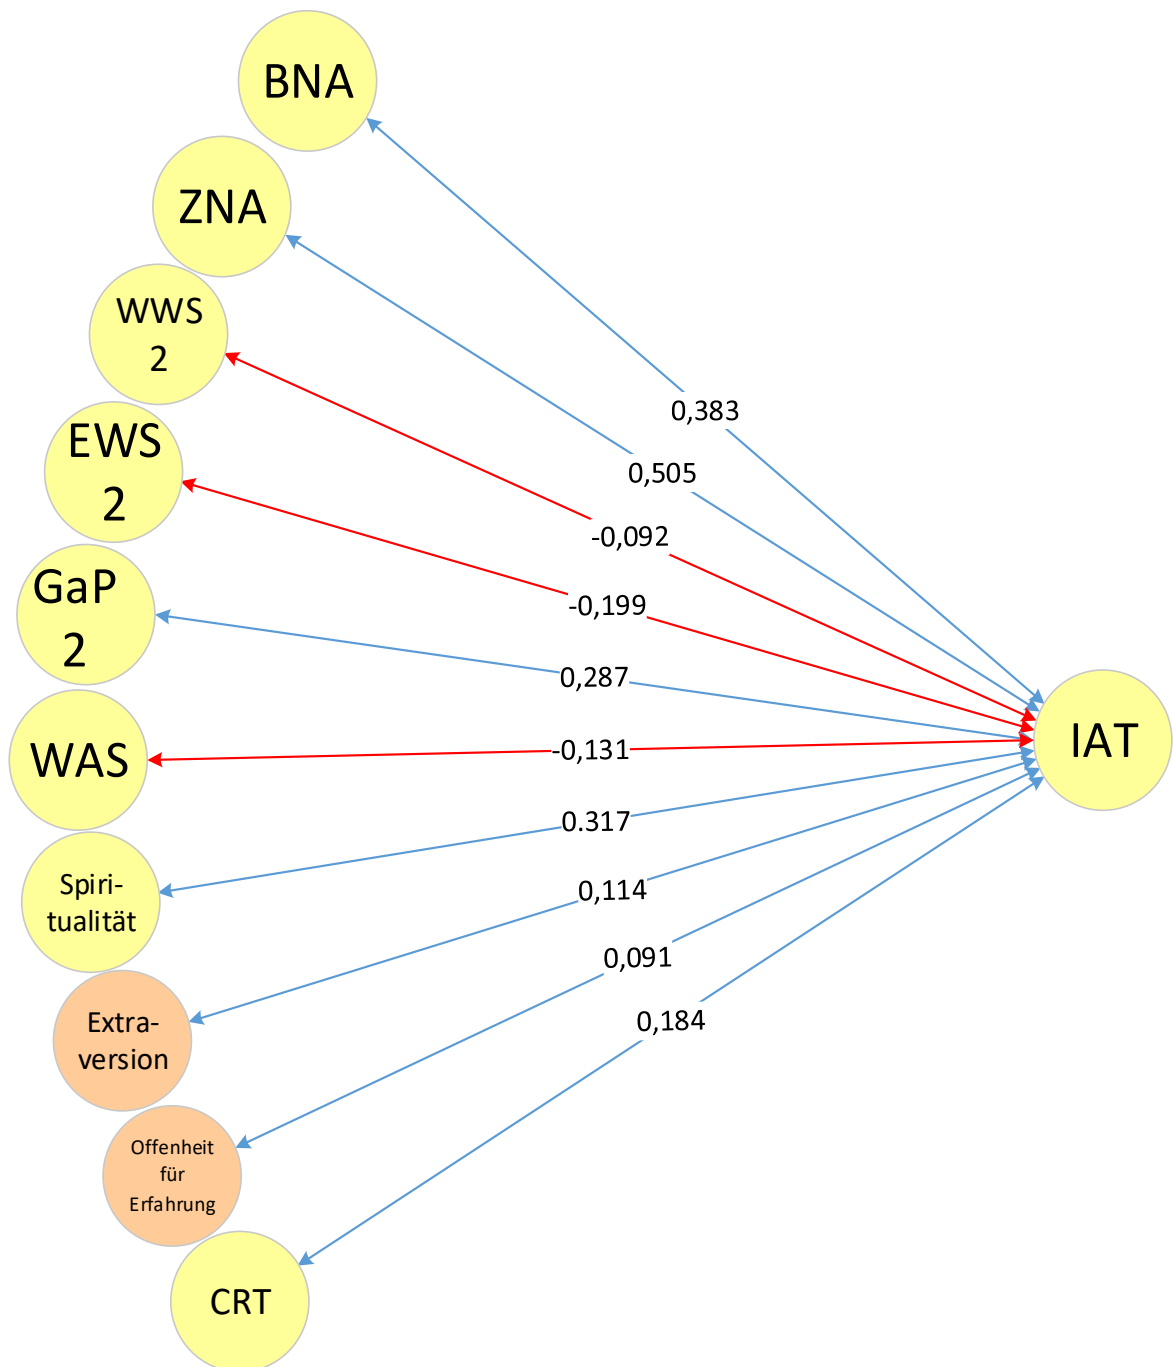 BNA
ZNA
WWS
2
EWS
2
GaP
2
WAS
Spiri-
tualität
Extra-
version
Offenheit
für
Erfahrung
CRT
0,383
0,505
-0,092
-0,199
0,287
-0,131
0.317
0,114
0,091
0,184
IAT